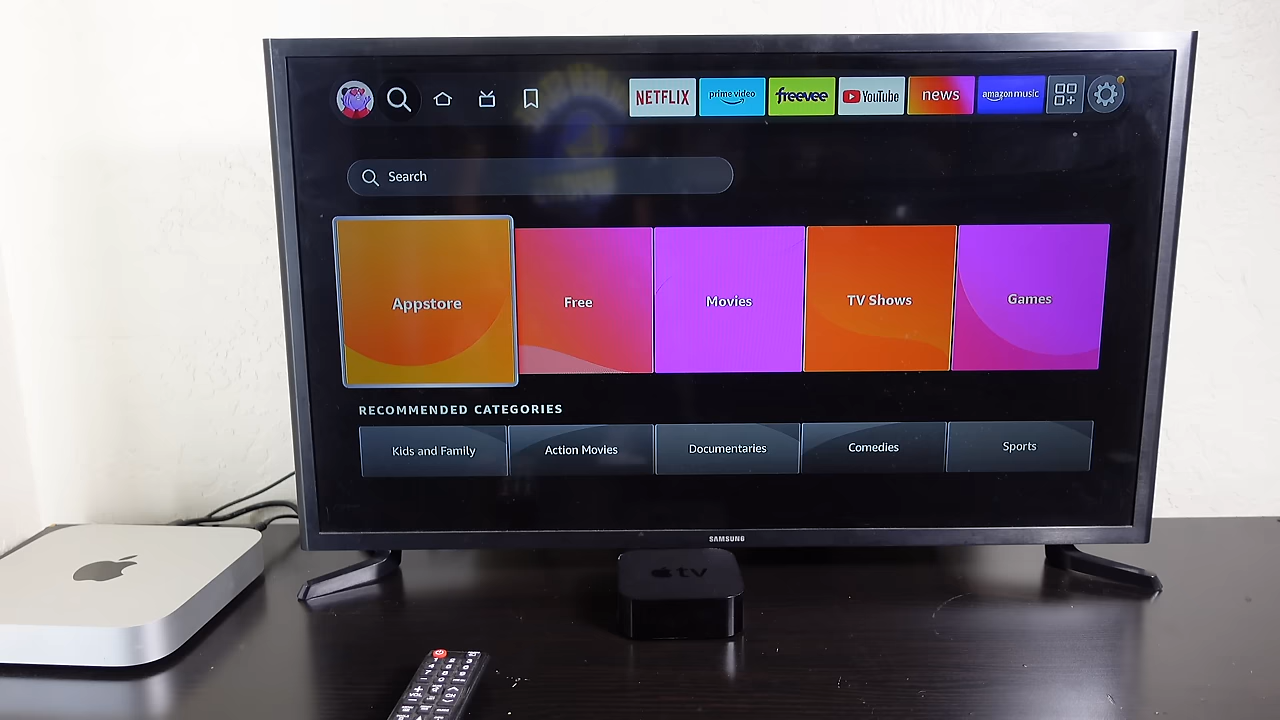 NETFLIX prime video freevee YouTube news amazon music
Search
Appstore Free Movies TV Shows Games
RECOMMENDED CATEGORIES
Kids and Family Action Movies Documentaries Comedies Sports
SAMSUNG
tv